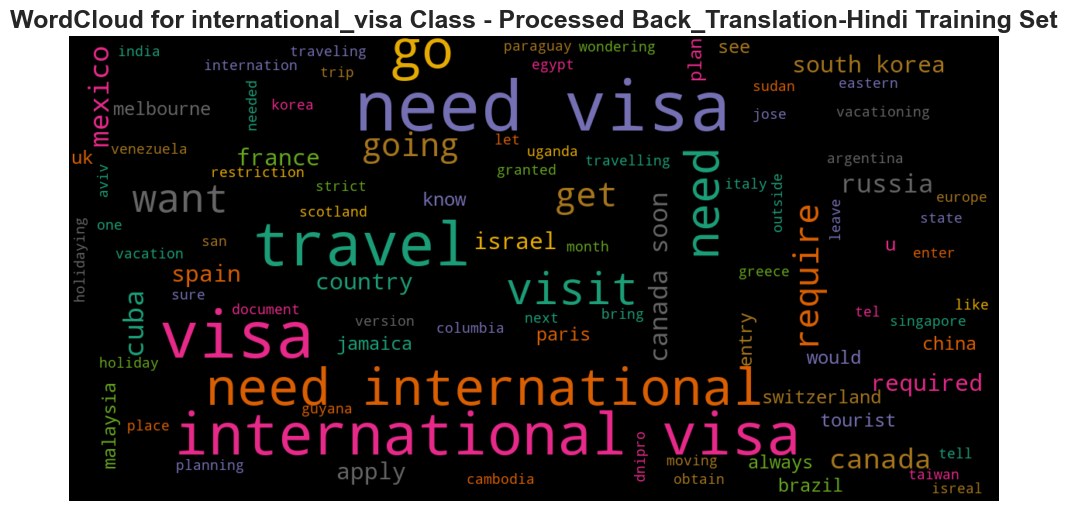 WordCloud for international_visa Class - Processed Back_Translation-Hindi Training Set
india
traveling
go
paraguay
wondering
plan
see
mexico
internation
trip
egypt
south korea
melbourne
needed
korea
need visa
sudan
eastern
jose
vacationing
uk
venezuela
france
going
let
uganda
granted
travelling
need
argentina
aviv
restriction
strict
want
scotland
know
get
italy
outside
russia
europe
holidaying
one
vacation
san
travel
israel
month
canada soon
require
leave
state
u
enter
spain
sure
country
visit
greece
cuba
document
version
columbia
next
bring
tel
like
singapore
visa
jamaica
paris
entry
would
china
holiday
need international
switzerland
required
malaysia
guyana
place
international visa
tourist
planning
apply
cambodia
dnipro
moving
obtain
always
brazil
canada
tell
taiwan
isreal